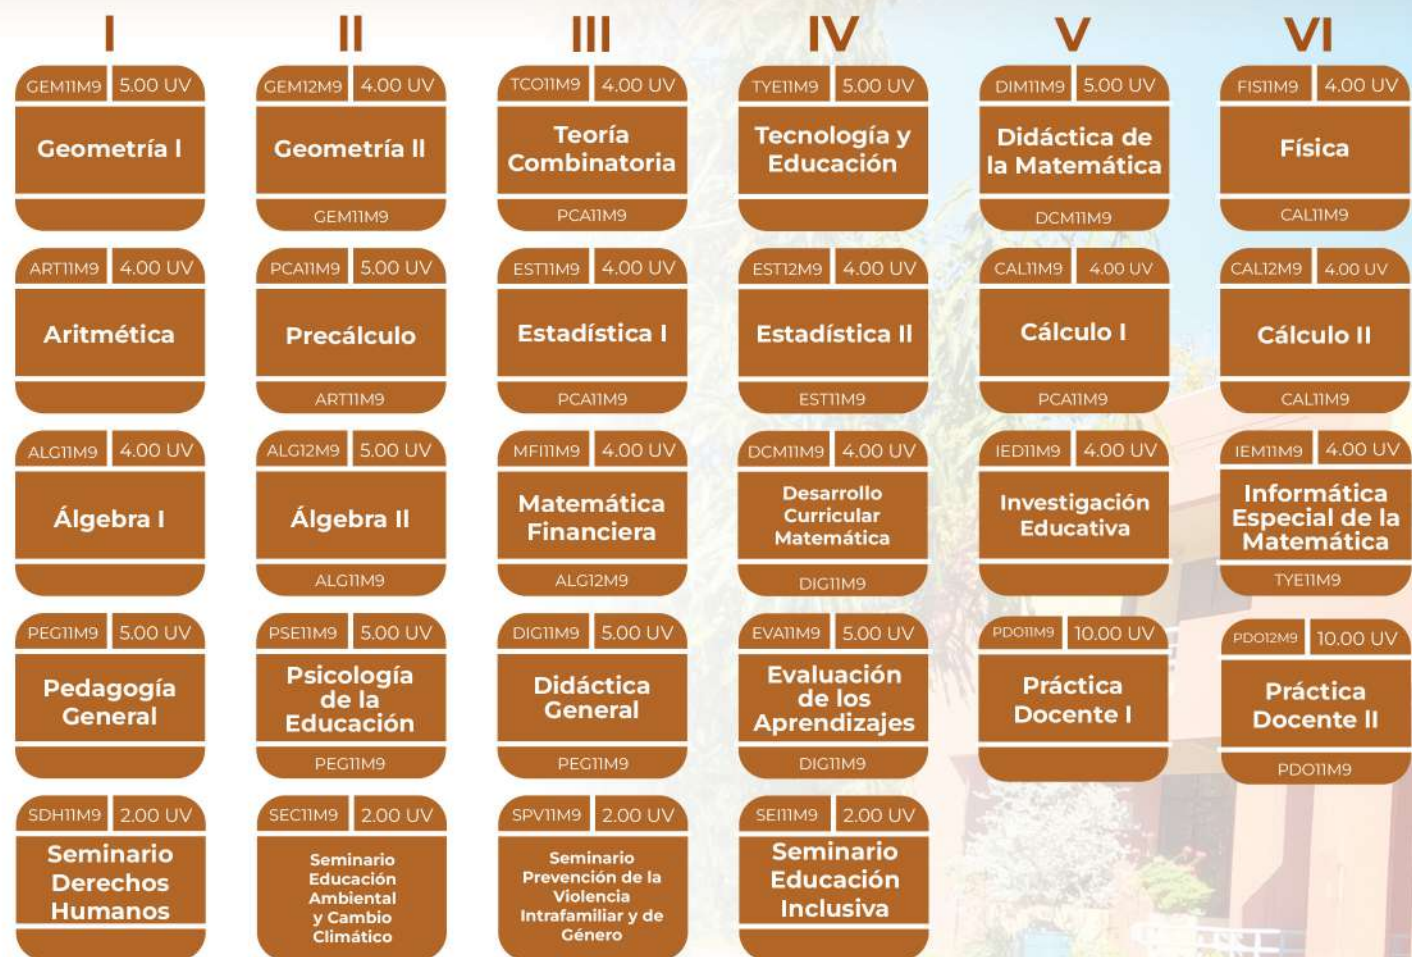 I
II
III
IV
V
VI
GEM11M9 5.00 UV
Geometría I
GEM12M9 4.00 UV
Geometría II
GEM11M9
TCO11M9 4.00 UV
Teoría
Combinatoria
PCA11M9
TYE11M9 5.00 UV
Tecnología y
Educación
DIM11M9 5.00 UV
Didáctica de
la Matemática
DCM11M9
FIS11M9 4.00 UV
Física
CAL11M9
ART11M9 4.00 UV
Aritmética
PCA11M9 5.00 UV
Precálculo
ART11M9
EST11M9 4.00 UV
Estadística I
PCA11M9
EST12M9 4.00 UV
Estadística II
EST11M9
CAL11M9 4.00 UV
Cálculo I
PCA11M9
CAL12M9 4.00 UV
Cálculo II
CAL11M9
ALG11M9 4.00 UV
Álgebra I
ALG12M9 5.00 UV
Álgebra II
ALG11M9
MFI11M9 4.00 UV
Matemática
Financiera
ALG12M9
DCM11M9 4.00 UV
Desarrollo
Curricular
Matemática
DIG11M9
IED11M9 4.00 UV
Investigación
Educativa
IEM11M9 4.00 UV
Informática
Especial de la
Matemática
TYE11M9
PEG11M9 5.00 UV
Pedagogía
General
PSE11M9 5.00 UV
Psicología
de la
Educación
PEG11M9
DIG11M9 5.00 UV
Didáctica
General
PEG11M9
EVA11M9 5.00 UV
Evaluación
de los
Aprendizajes
DIG11M9
PDO11M9 10.00 UV
Práctica
Docente I
PDO12M9 10.00 UV
Práctica
Docente II
PDO11M9
SDH11M9 2.00 UV
Seminario
Derechos
Humanos
SEC11M9 2.00 UV
Seminario
Educación
Ambiental
y Cambio
Climático
SPV11M9 2.00 UV
Seminario
Prevención de la
Violencia
Intrafamiliar y de
Género
SEI11M9 2.00 UV
Seminario
Educación
Inclusiva